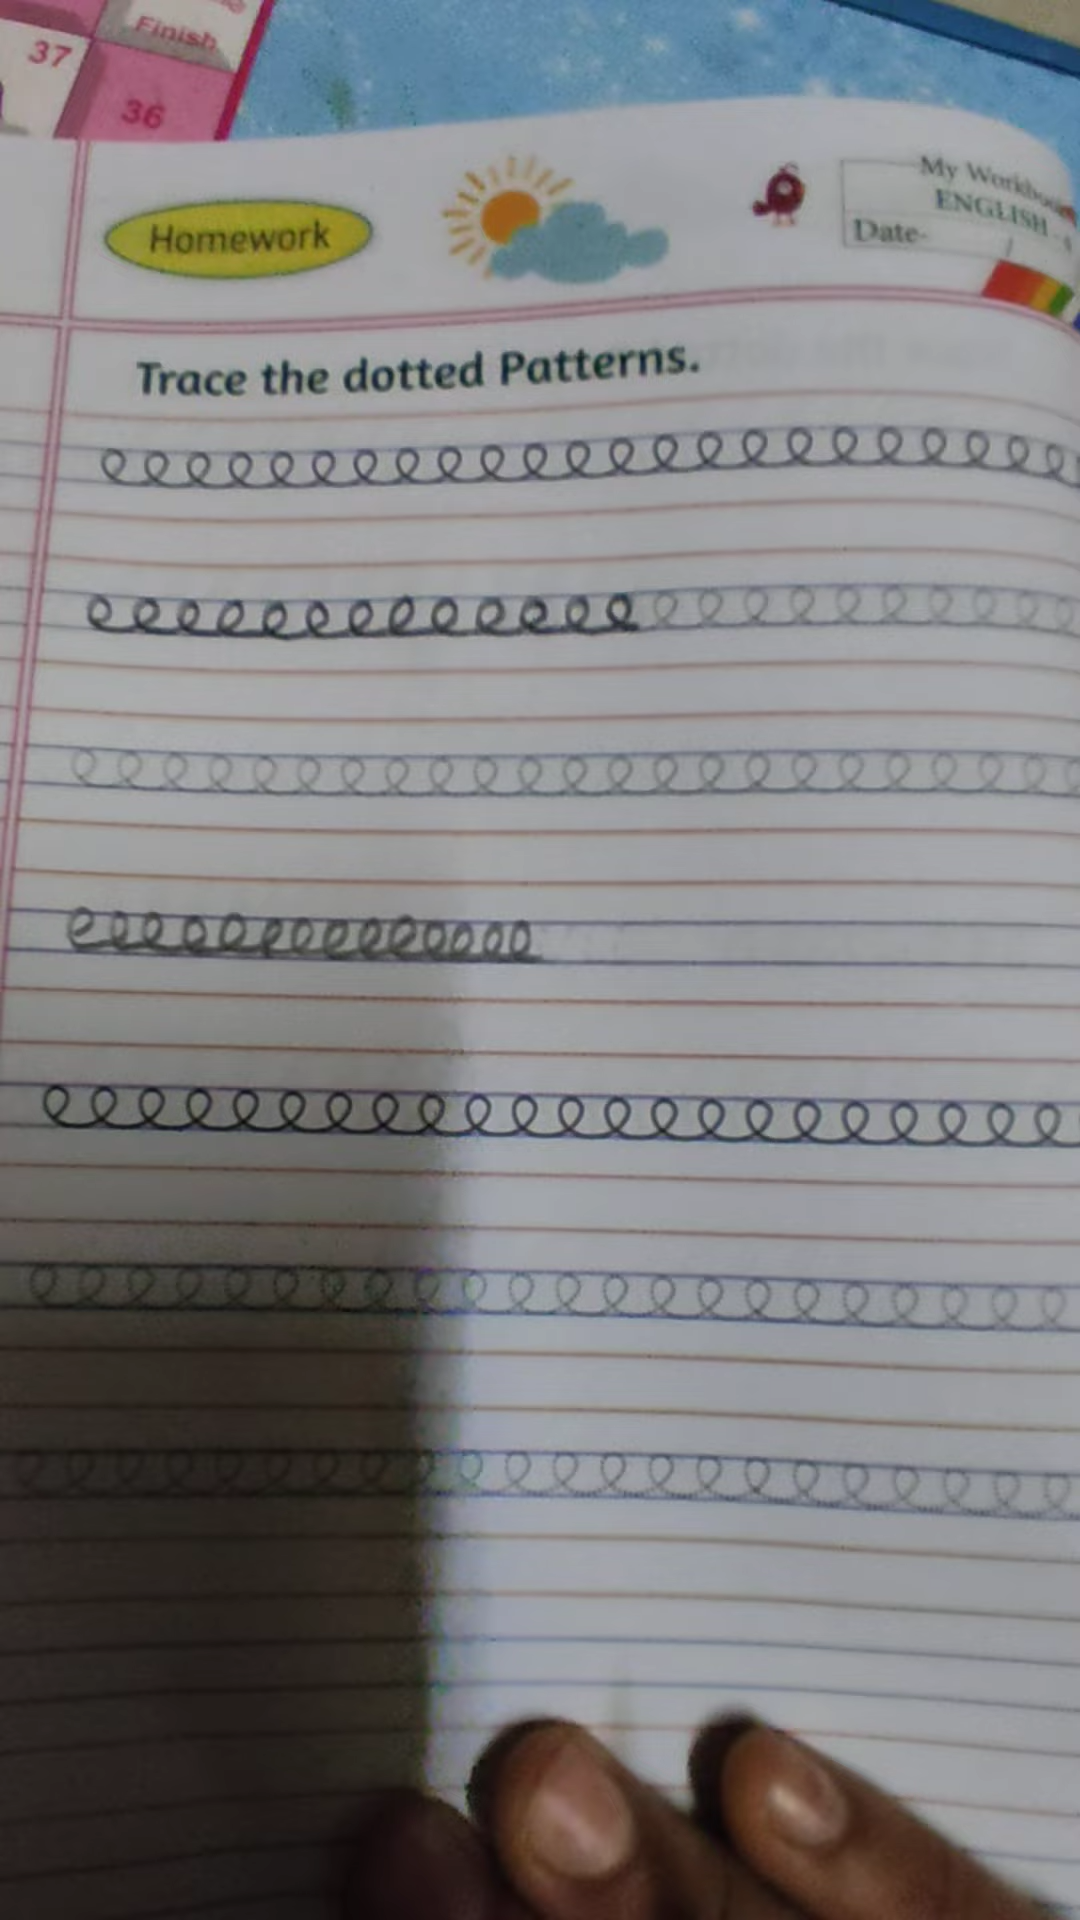 Finish
37
36
Homework
My Workbook
ENGLISH
Date-
Trace the dotted Patterns.